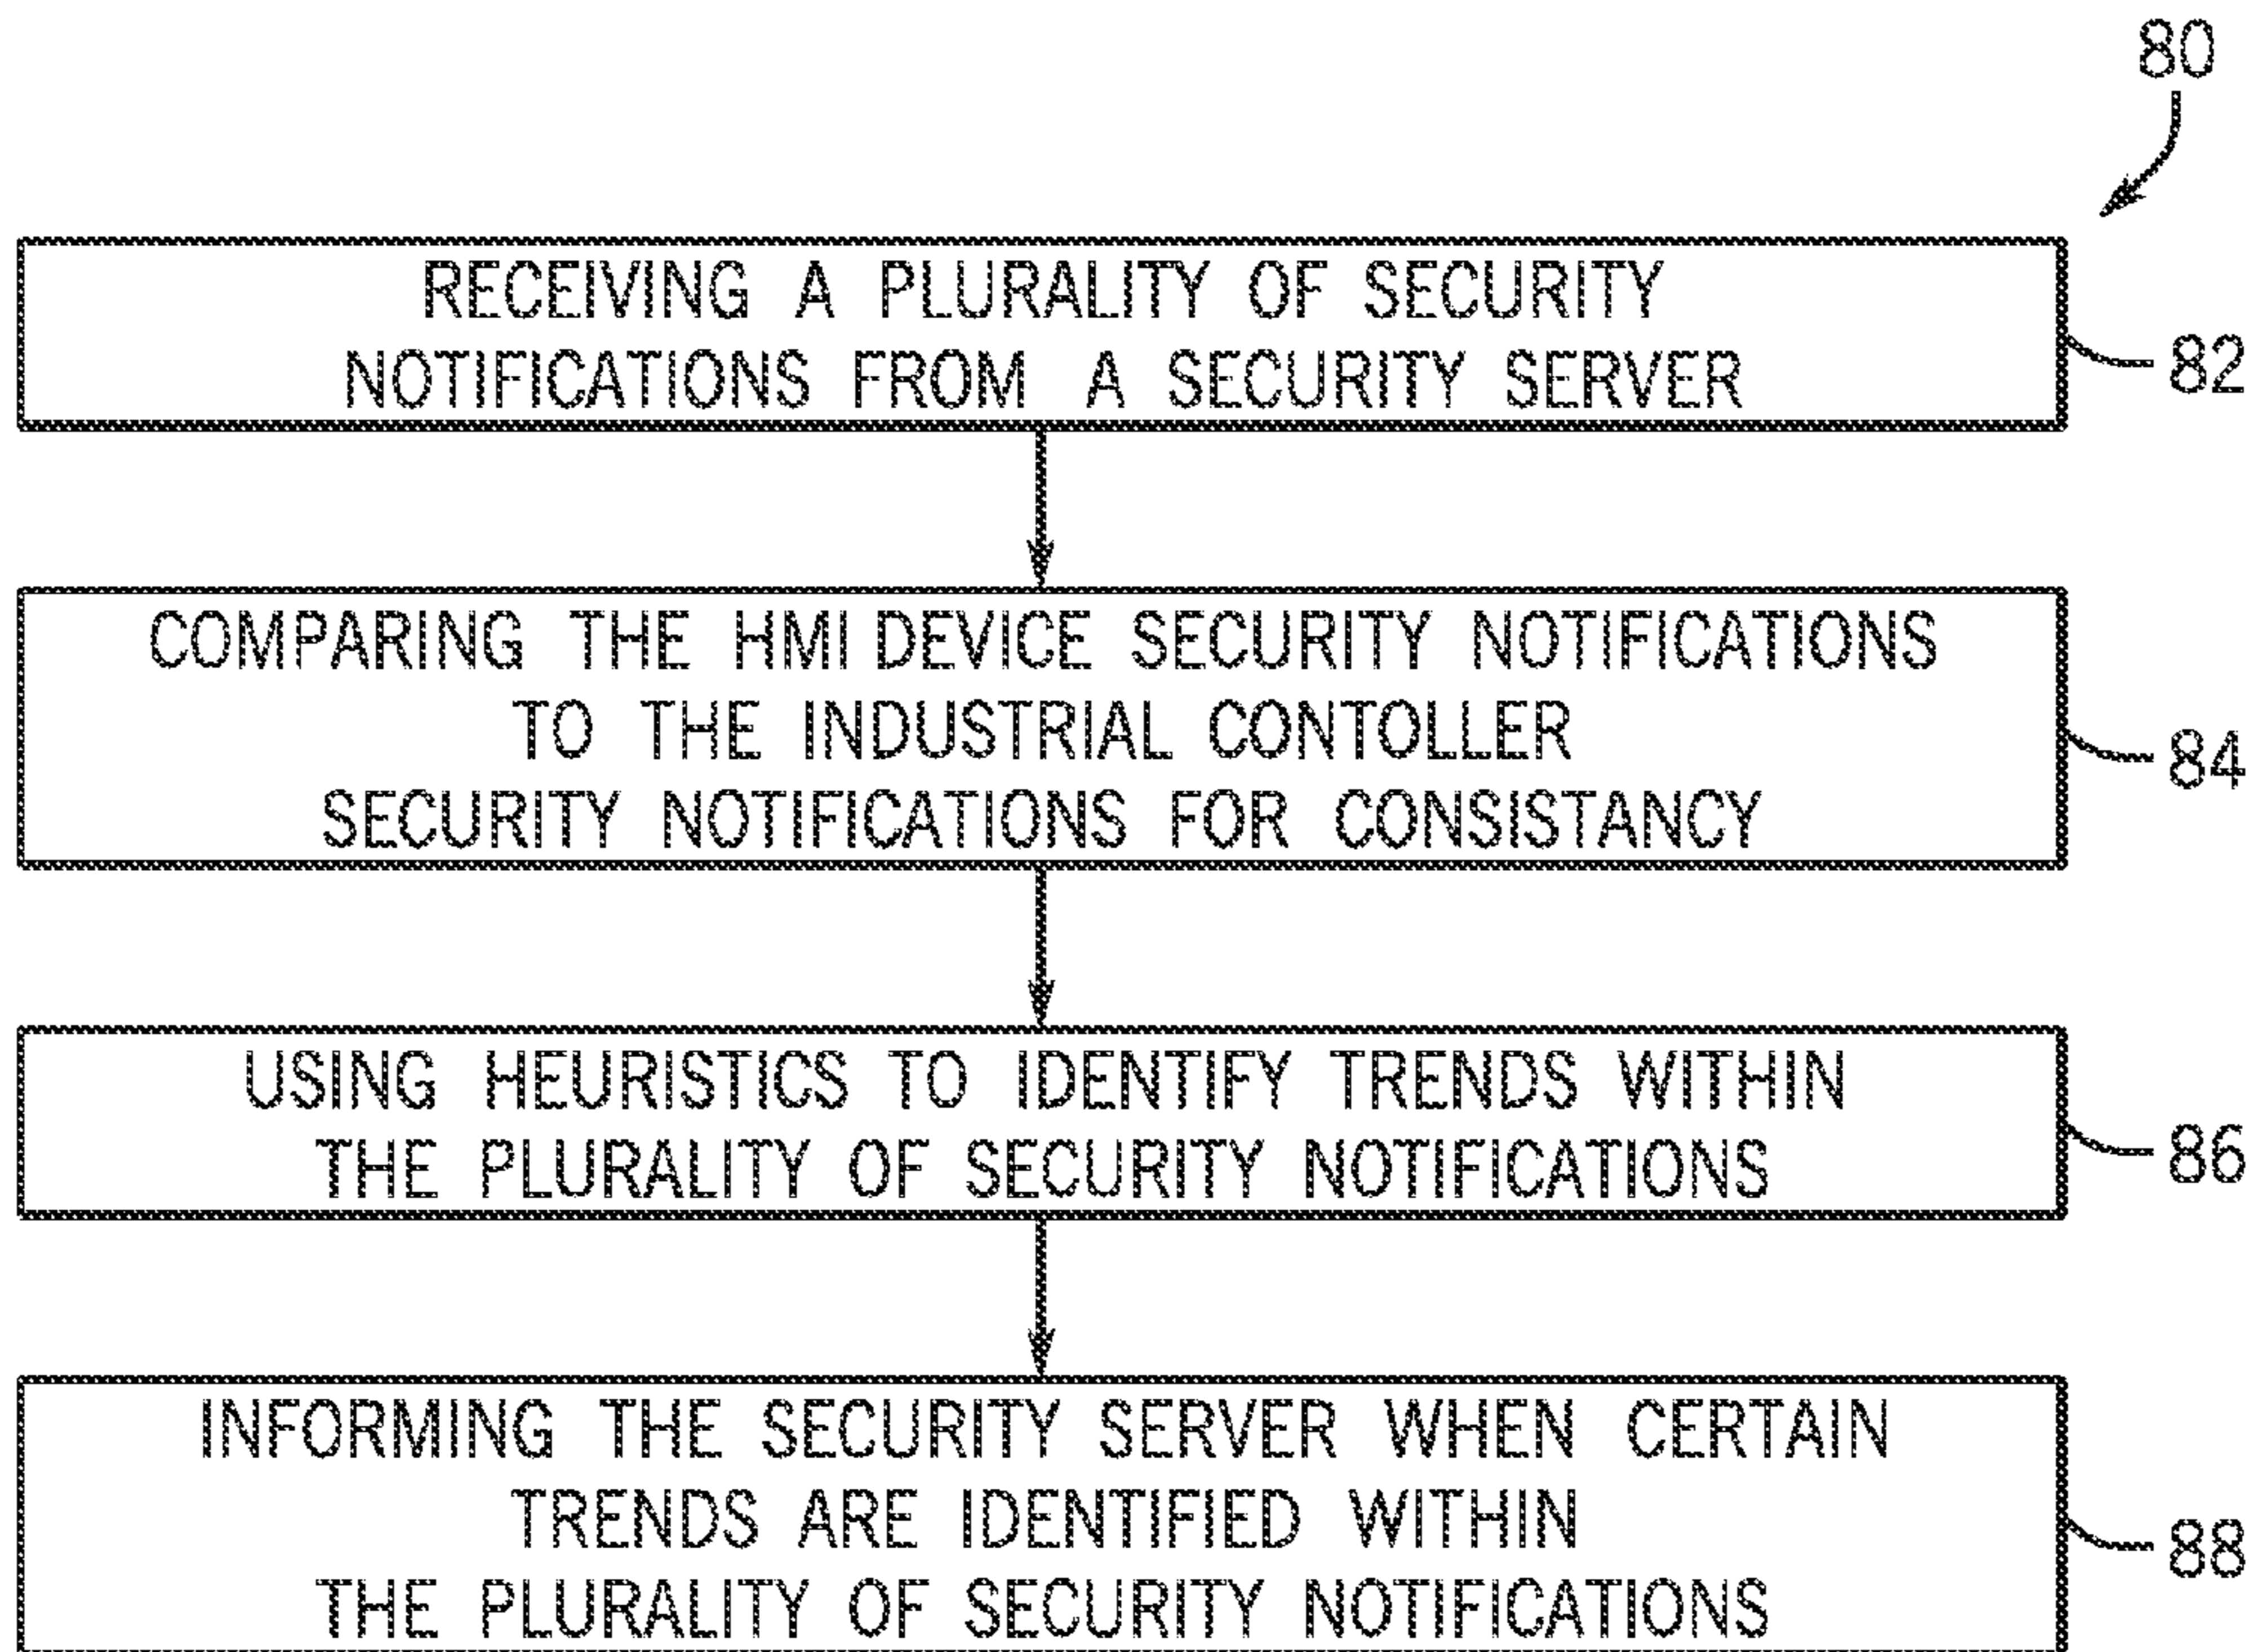 80
RECEIVING A PLURALITY OF SECURITY
NOTIFICATIONS FROM A SECURITY SERVER
82
COMPARING THE HMI DEVICE SECURITY NOTIFICATIONS
TO THE INDUSTRIAL CONTOLLER
SECURITY NOTIFICATIONS FOR CONSISTANCY
84
USING HEURISTICS TO IDENTIFY TRENDS WITHIN
THE PLURALITY OF SECURITY NOTIFICATIONS
86
INFORMING THE SECURITY SERVER WHEN CERTAIN
TRENDS ARE IDENTIFIED WITHIN
THE PLURALITY OF SECURITY NOTIFICATIONS
88